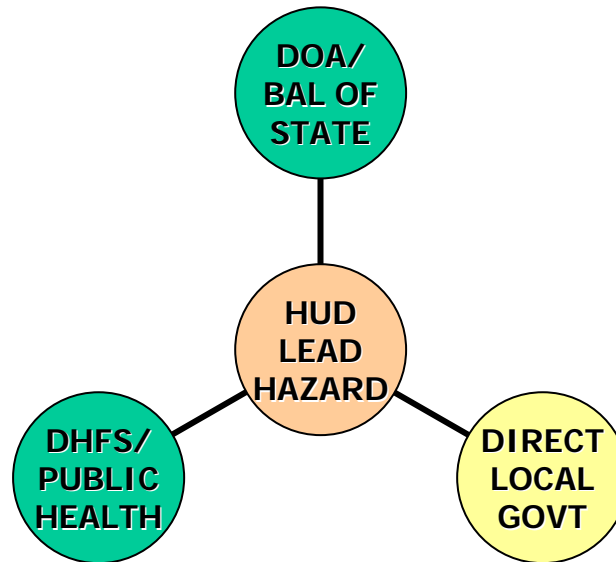 DOA/
BAL OF
STATE
HUD
LEAD
HAZARD
DHFS/
PUBLIC
HEALTH
DIRECT
LOCAL
GOVT